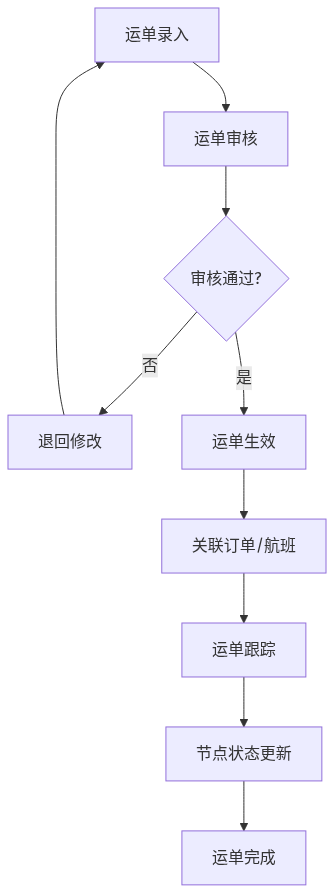 运单录入
运单审核
审核通过?
否
是
退回修改
运单生效
关联订单/航班
运单跟踪
节点状态更新
运单完成